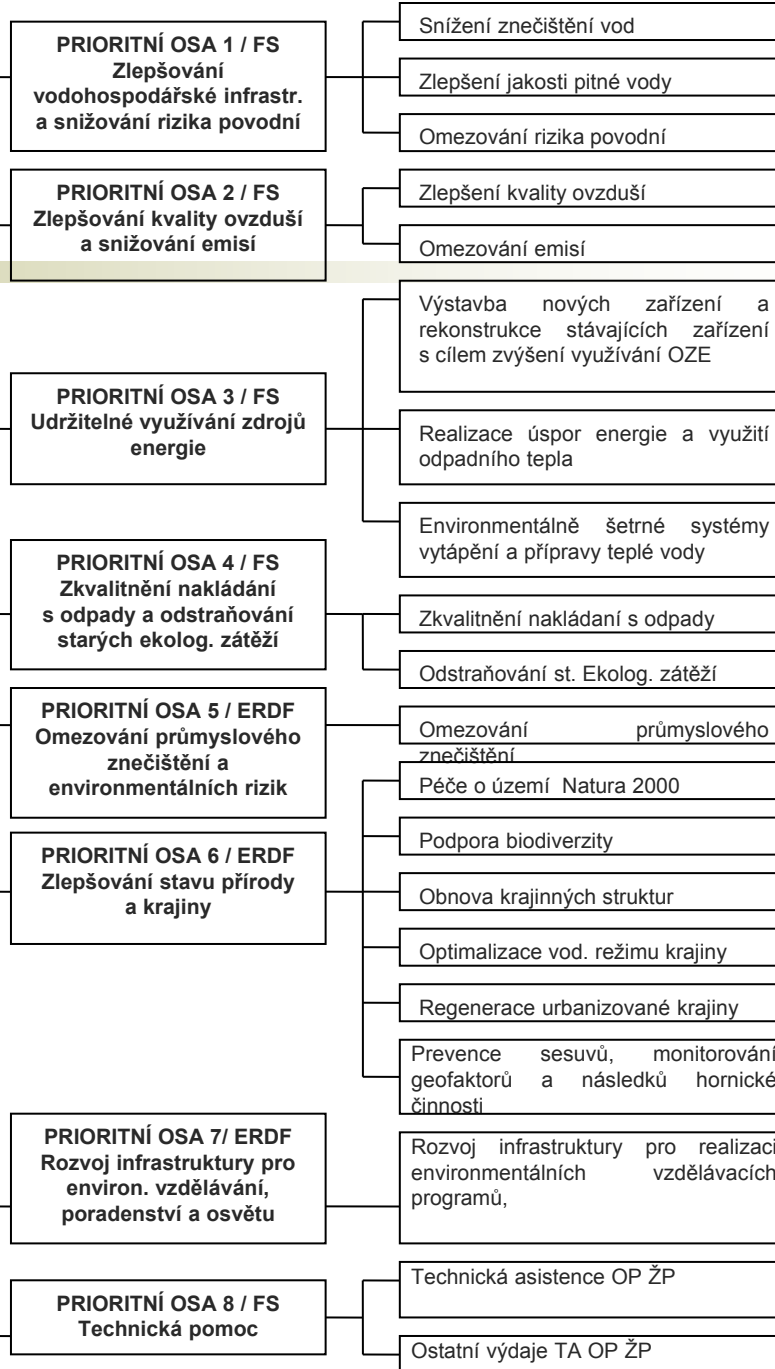 PRIORITNÍ OSA 1 / FS
Zlepšování
vodohospodářské infrastr.
a snižování rizika povodní
Snížení znečištění vod
Zlepšení jakosti pitné vody
Omezování rizika povodní
PRIORITNÍ OSA 2 / FS
Zlepšování kvality ovzduší
a snižování emisí
Zlepšení kvality ovzduší
Omezování emisí
PRIORITNÍ OSA 3 / FS
Udržitelné využívání zdrojů
energie
Výstavba nových zařízení a
rekonstrukce stávajících zařízení
s cílem zvýšení využívání OZE
Realizace úspor energie a využití
odpadního tepla
Environmentálně šetrné systémy
vytápění a přípravy teplé vody
PRIORITNÍ OSA 4 / FS
Zkvalitnění nakládání
s odpady a odstraňování
starých ekolog. zátěží
Zkvalitnění nakládaní s odpady
Odstraňování st. Ekolog. zátěží
PRIORITNÍ OSA 5 / ERDF
Omezování průmyslového
znečištění a
environmentálních rizik
Omezování průmyslového
znečištění
PRIORITNÍ OSA 6 / ERDF
Zlepšování stavu přírody
a krajiny
Péče o území Natura 2000
Podpora biodiverzity
Obnova krajinných struktur
Optimalizace vod. režimu krajiny
Regenerace urbanizované krajiny
Prevence sesuvů, monitorování
geofaktorů a následků hornické
činnosti
PRIORITNÍ OSA 7/ ERDF
Rozvoj infrastruktury pro
environ. vzdělávání,
poradenství a osvětu
Rozvoj infrastruktury pro realizaci
environmentálních vzdělávacích
programů,
PRIORITNÍ OSA 8 / FS
Technická pomoc
Technická asistence OP ŽP
Ostatní výdaje TA OP ŽP